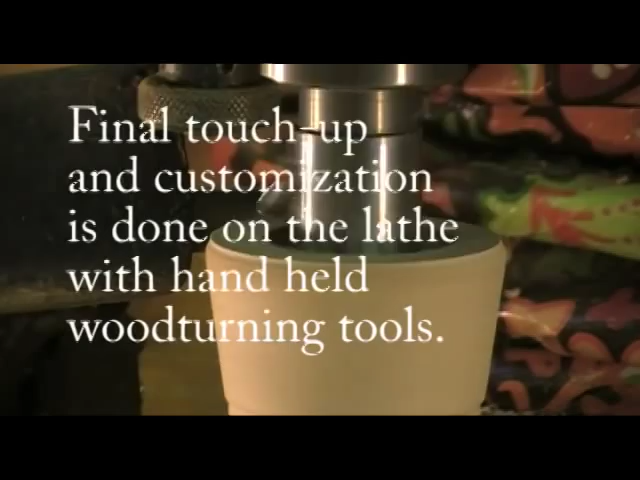 Final touch-up
and customization
is done on the lathe
with hand held
woodturning tools.